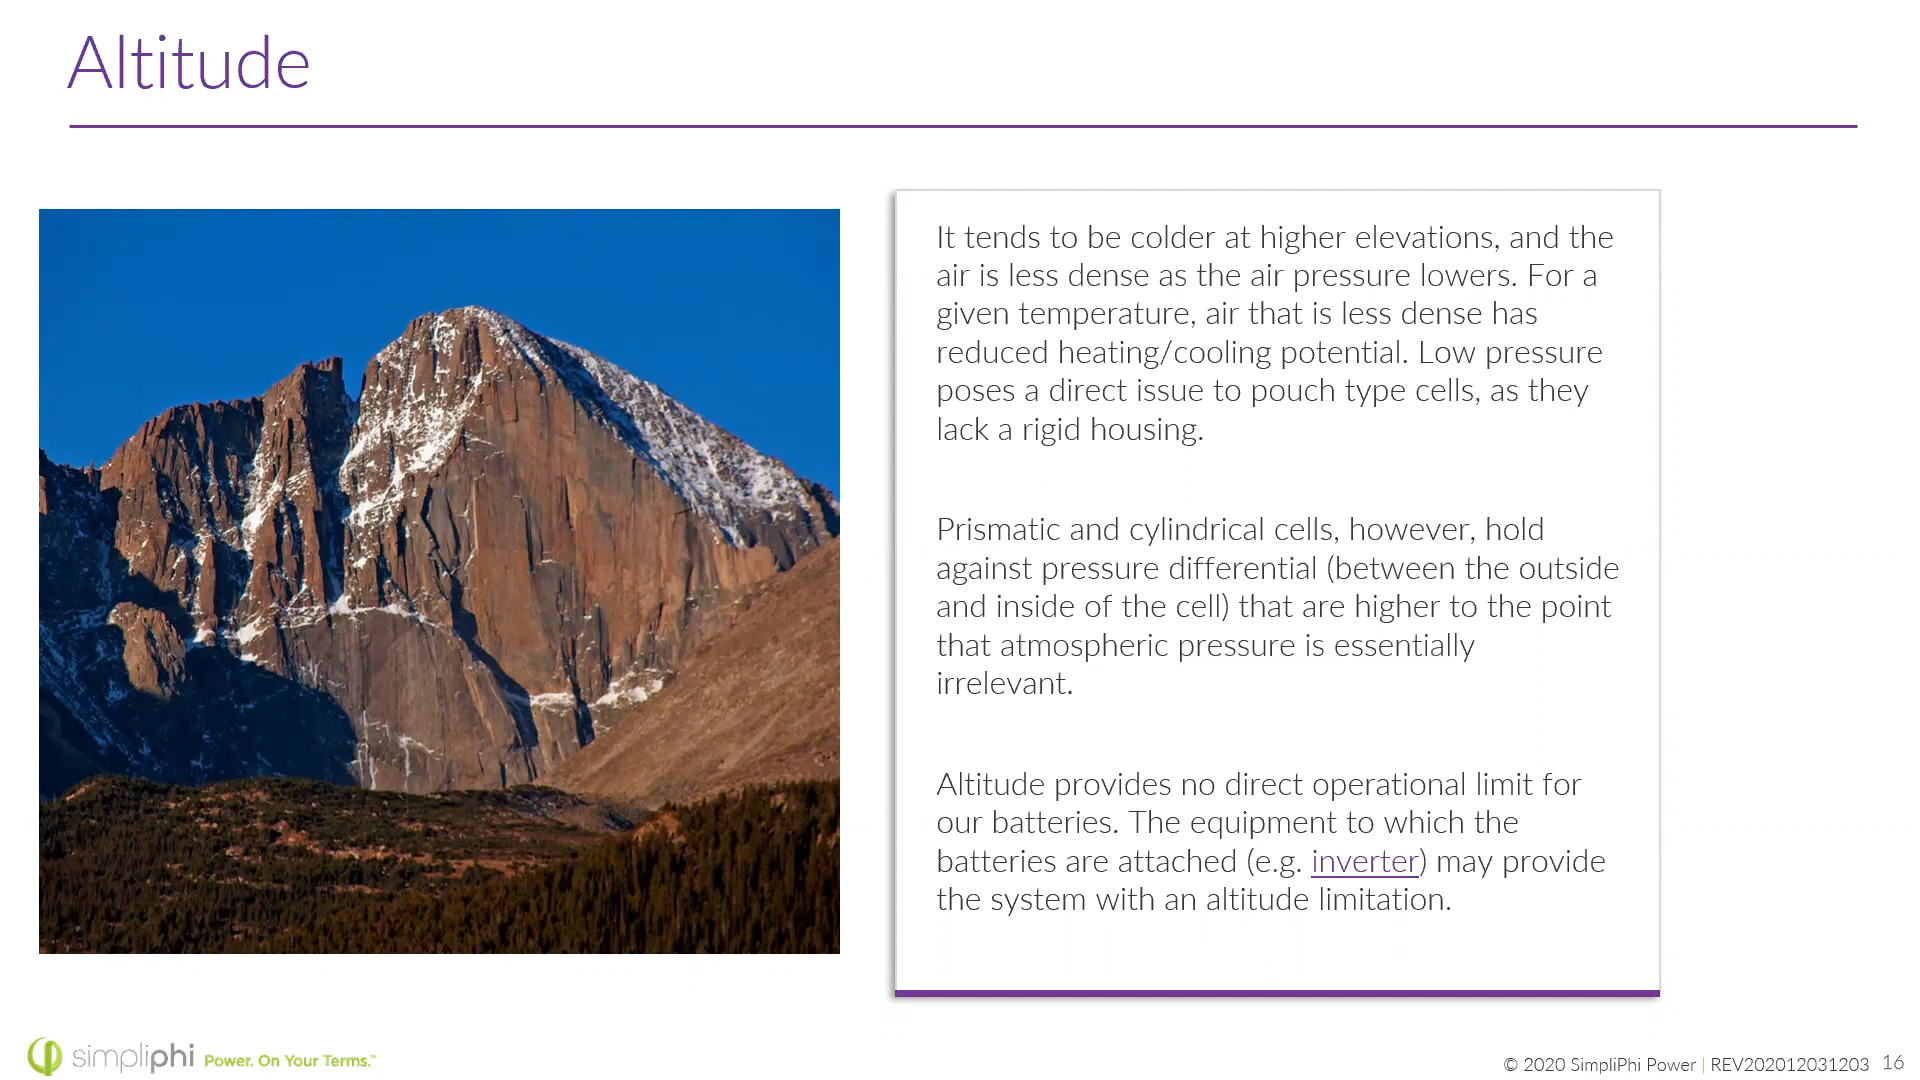 Altitude
It tends to be colder at higher elevations, and the
air is less dense as the air pressure lowers. For a
given temperature, air that is less dense has
reduced heating/cooling potential. Low pressure
poses a direct issue to pouch type cells, as they
lack a rigid housing.
Prismatic and cylindrical cells, however, hold
against pressure differential (between the outside
and inside of the cell) that are higher to the point
that atmospheric pressure is essentially
irrelevant.
Altitude provides no direct operational limit for
our batteries. The equipment to which the
batteries are attached (e.g. inverter) may provide
the system with an altitude limitation.
simpliphi Power. On Your Terms.™
© 2020 SimpliPhi Power | REV202012031203 16